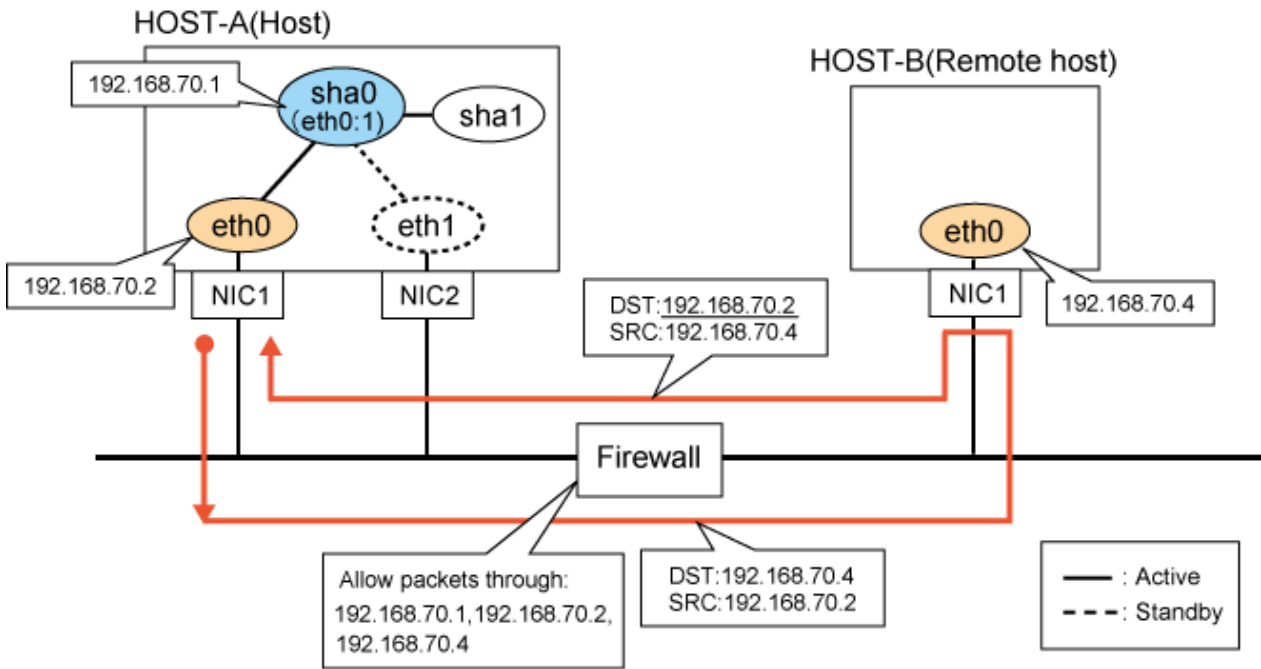 HOST-A(Host)
192.168.70.1
sha0
(eth0:1)
sha1
eth0
eth1
192.168.70.2
NIC1
NIC2
HOST-B(Remote host)
eth0
NIC1
192.168.70.4
DST:192.168.70.2
SRC:192.168.70.4
Firewall
Allow packets through:
192.168.70.1,192.168.70.2,
192.168.70.4
DST:192.168.70.4
SRC:192.168.70.2
: Active
: Standby